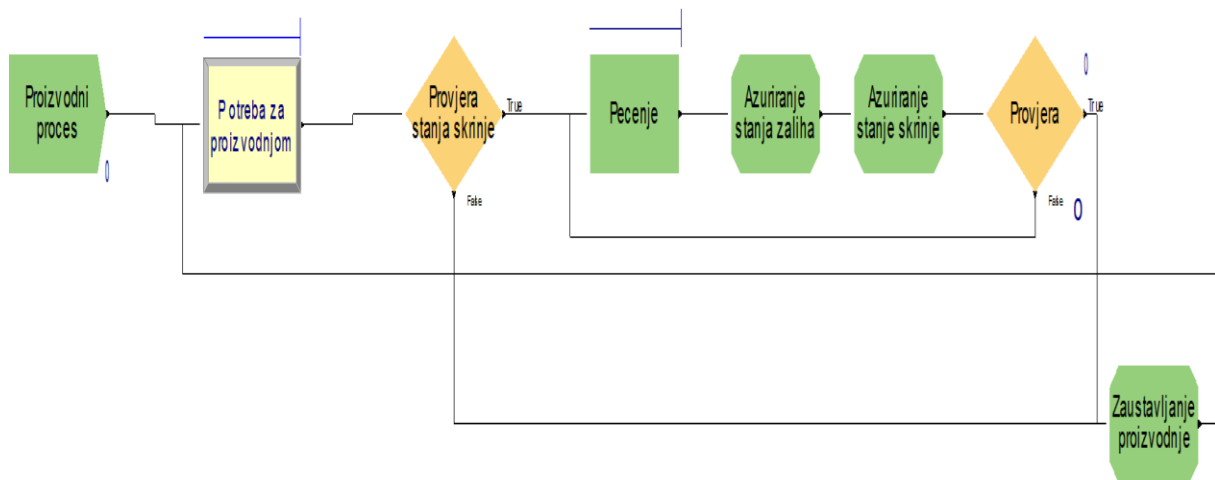 Proizvodni
proces
0
Potreba za
proizvodnjom
Provjera
stanja skrinje
True
False
Pecenje
Azuriranje
stanja zaliha
Azuriranje
stanje skrinje
Provjera
0
True
False
0
Zaustavljanje
proizvodnje